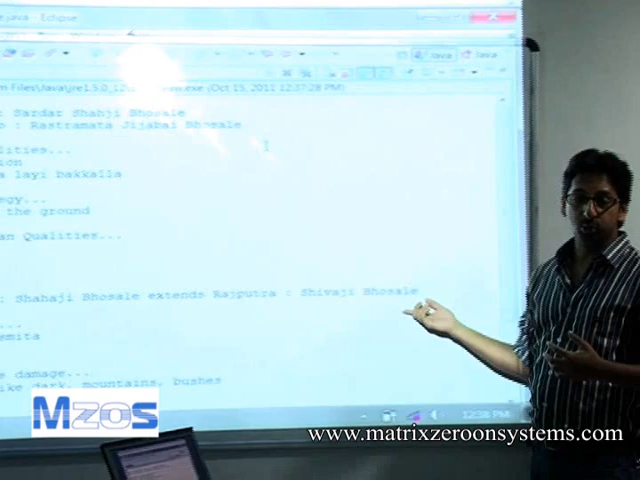 .java - Eclipse
Java
Java
m Files\Java\jre1.5.0_12\
.exe (Oct 15, 2011 12:37:28 PM)
: Sardar Shahji Bhosale
: Rastramata Jijabai Bhosale
lities...
ion
a layi bakkalla
egy...
the ground
an Qualities...
: Shahaji Bhosale extends Rajputra : Shivaji Bhosale
...
smita
damage...
ike dark, mountains, bushes
12:38 PM
MZOS
www.matrixzeroonsystems.com